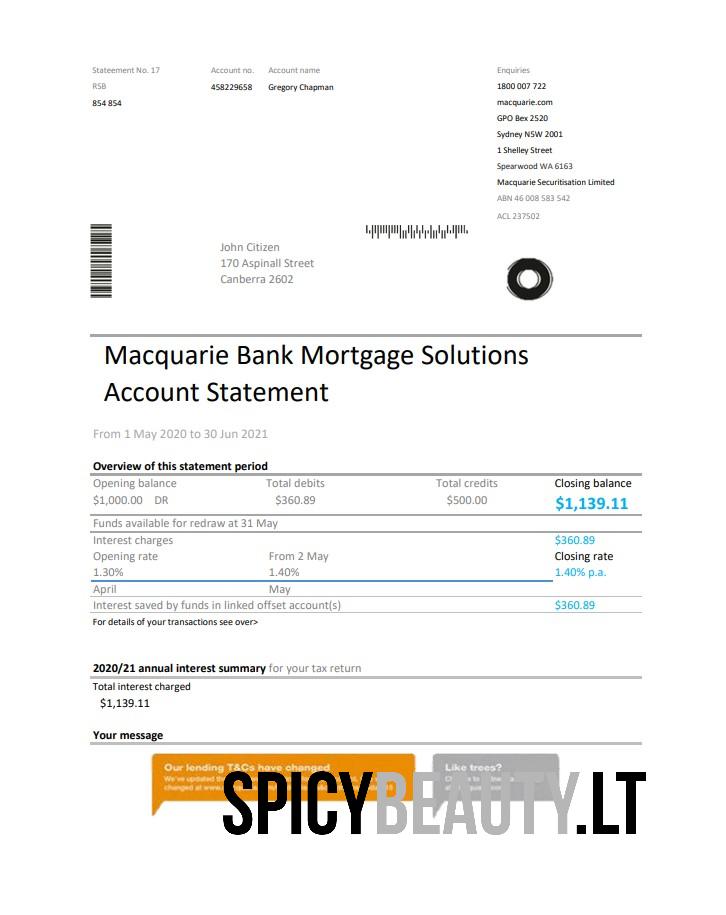 Stateement No. 17
RSB
854 854
Account no.
458229658
Account name
Gregory Chapman
Enquiries
1800 007 722
macquarie.com
GPO Bex 2520
Sydney N5W 2001
1 Shelley Street
Spearwood WA 6163
Macquarie Securitisation Limited
ABN 46 008 583 542
ACL 237502
John Citizen
170 Aspinall Street
Canberra 2602
Macquarie Bank Mortgage Solutions
Account Statement
From 1 May 2020 to 30 Jun 2021
Overview of this statement period
Opening balance Total debits Total credits Closing balance
$1,000.00 DR $360.89 $500.00 $1,139.11
Funds available for redraw at 31 May
Interest charges $360.89
Opening rate From 2 May Closing rate
1.30% 1.40% 1.40% p.a.
April May
Interest saved by funds in linked offset account(s) $360.89
For details of your transactions see over>
2020/21 annual interest summary for your tax return
Total interest charged
$1,139.11
Your message
Our lending T&Cs have changed
We've updated th
changed at www.
Like trees?
SPICYBEAUTY.LT